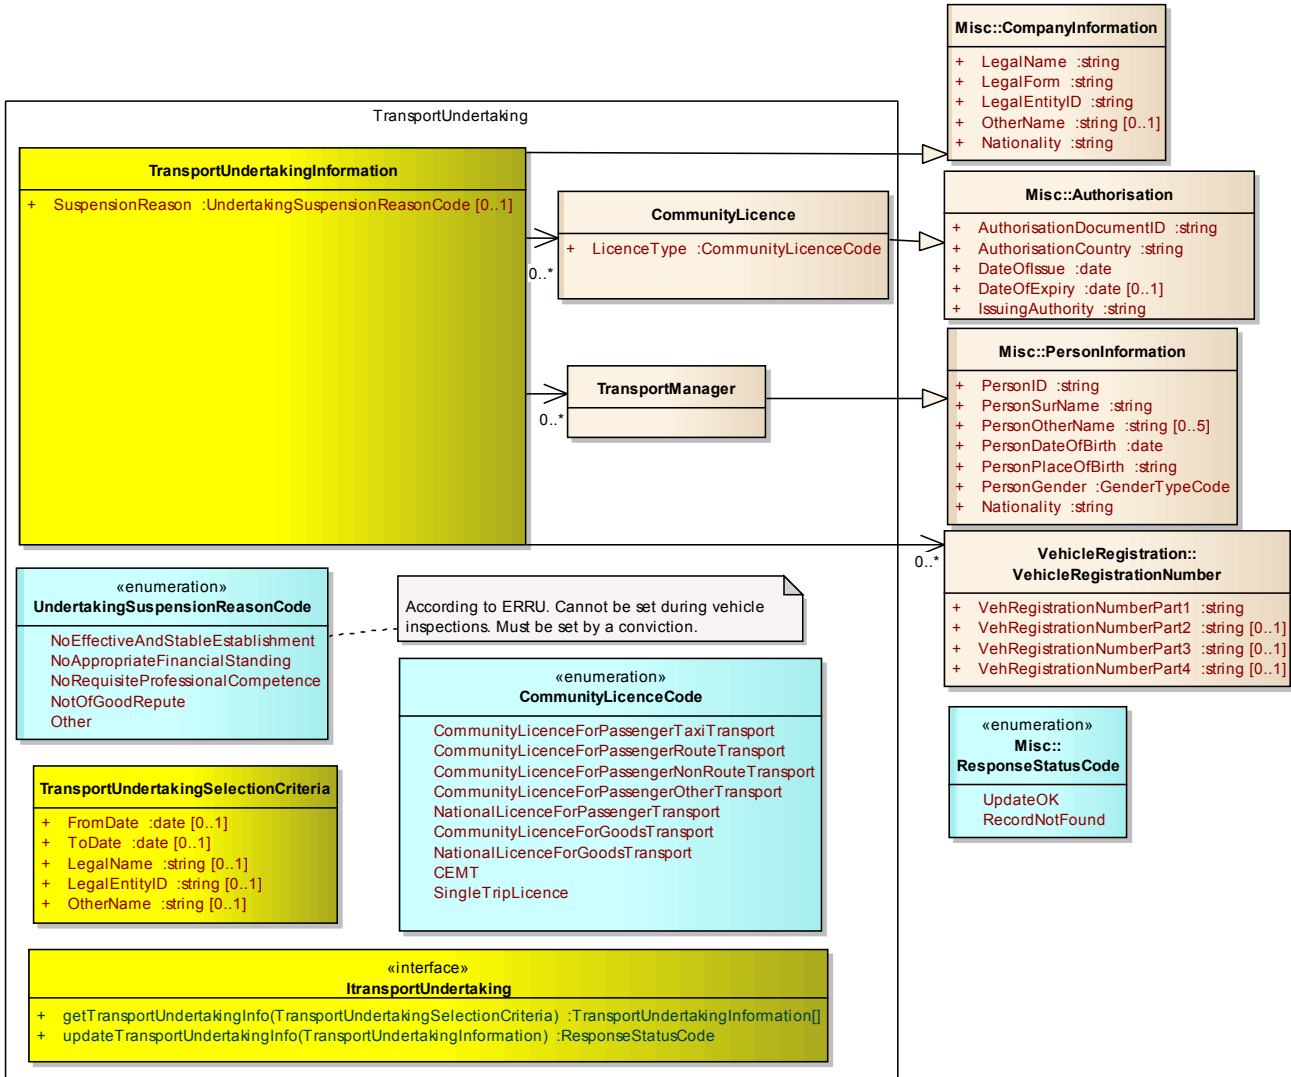 Misc::CompanyInformation
+ LegalName :string
+ LegalForm :string
+ LegalEntityID :string
+ OtherName :string [0..1]
+ Nationality :string
TransportUndertaking
TransportUndertakingInformation
+ SuspensionReason :UndertakingSuspensionReasonCode [0..1]
0..*
CommunityLicence
+ LicenceType :CommunityLicenceCode
Misc::Authorisation
+ AuthorisationDocumentID :string
+ AuthorisationCountry :string
+ DateOfIssue :date
+ DateOfExpiry :date [0..1]
+ IssuingAuthority :string
0..*
TransportManager
Misc::PersonInformation
+ PersonID :string
+ PersonSurName :string
+ PersonOtherName :string [0..5]
+ PersonDateOfBirth :date
+ PersonPlaceOfBirth :string
+ PersonGender :GenderTypeCode
+ Nationality :string
0..*
VehicleRegistration::
VehicleRegistrationNumber
+ VehRegistrationNumberPart1 :string
+ VehRegistrationNumberPart2 :string [0..1]
+ VehRegistrationNumberPart3 :string [0..1]
+ VehRegistrationNumberPart4 :string [0..1]
«enumeration»
UndertakingSuspensionReasonCode
NoEffectiveAndStableEstablishment
NoAppropriateFinancialStanding
NoRequisiteProfessionalCompetence
NotOfGoodRepute
Other
According to ERRU. Cannot be set during vehicle
inspections. Must be set by a conviction.
«enumeration»
CommunityLicenceCode
CommunityLicenceForPassengerTaxiTransport
CommunityLicenceForPassengerRouteTransport
CommunityLicenceForPassengerNonRouteTransport
CommunityLicenceForPassengerOtherTransport
NationalLicenceForPassengerTransport
CommunityLicenceForGoodsTransport
NationalLicenceForGoodsTransport
CEMT
SingleTripLicence
«enumeration»
Misc::
ResponseStatusCode
UpdateOK
RecordNotFound
TransportUndertakingSelectionCriteria
+ FromDate :date [0..1]
+ ToDate :date [0..1]
+ LegalName :string [0..1]
+ LegalEntityID :string [0..1]
+ OtherName :string [0..1]
«interface»
ItransportUndertaking
+ getTransportUndertakingInfo(TransportUndertakingSelectionCriteria) :TransportUndertakingInformation[]
+ updateTransportUndertakingInfo(TransportUndertakingInformation) :ResponseStatusCode